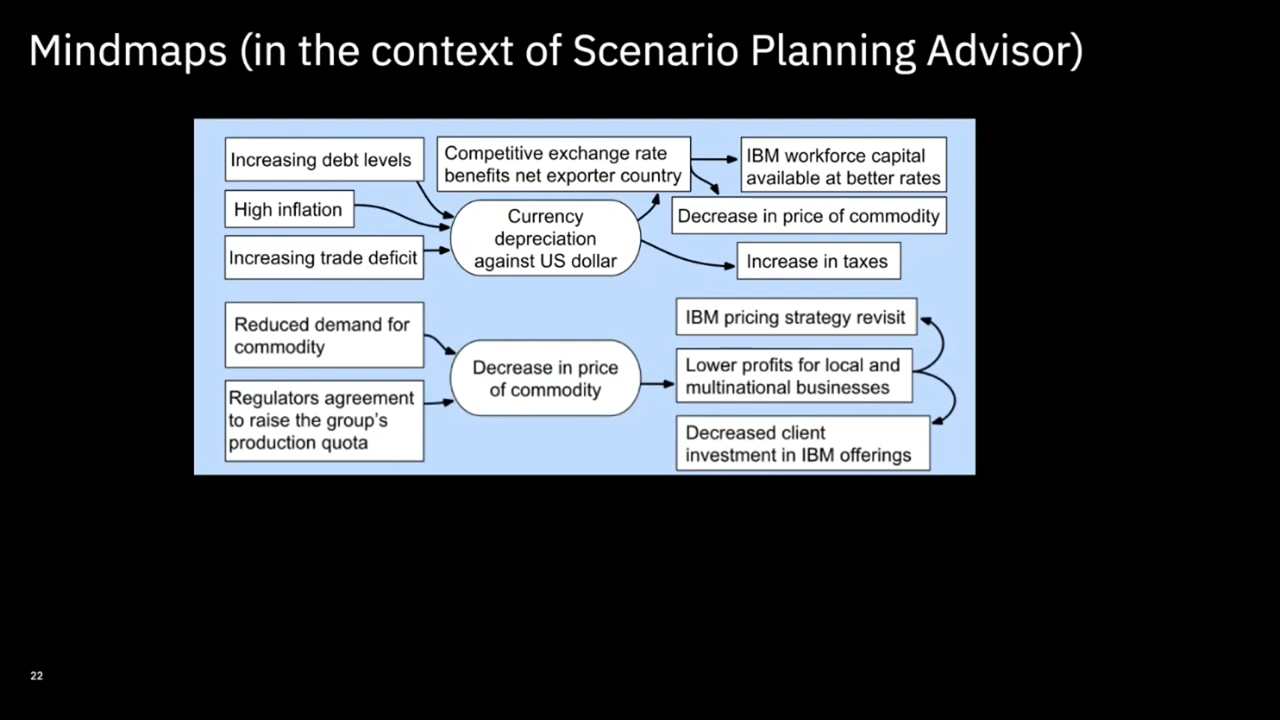 Mindmaps (in the context of Scenario Planning Advisor)
Increasing debt levels
High inflation
Increasing trade deficit
Currency
depreciation
against US dollar
Competitive exchange rate
benefits net exporter country
IBM workforce capital
available at better rates
Decrease in price of commodity
Increase in taxes
Reduced demand for
commodity
Regulators agreement
to raise the group's
production quota
Decrease in price
of commodity
IBM pricing strategy revisit
Lower profits for local and
multinational businesses
Decreased client
investment in IBM offerings
22